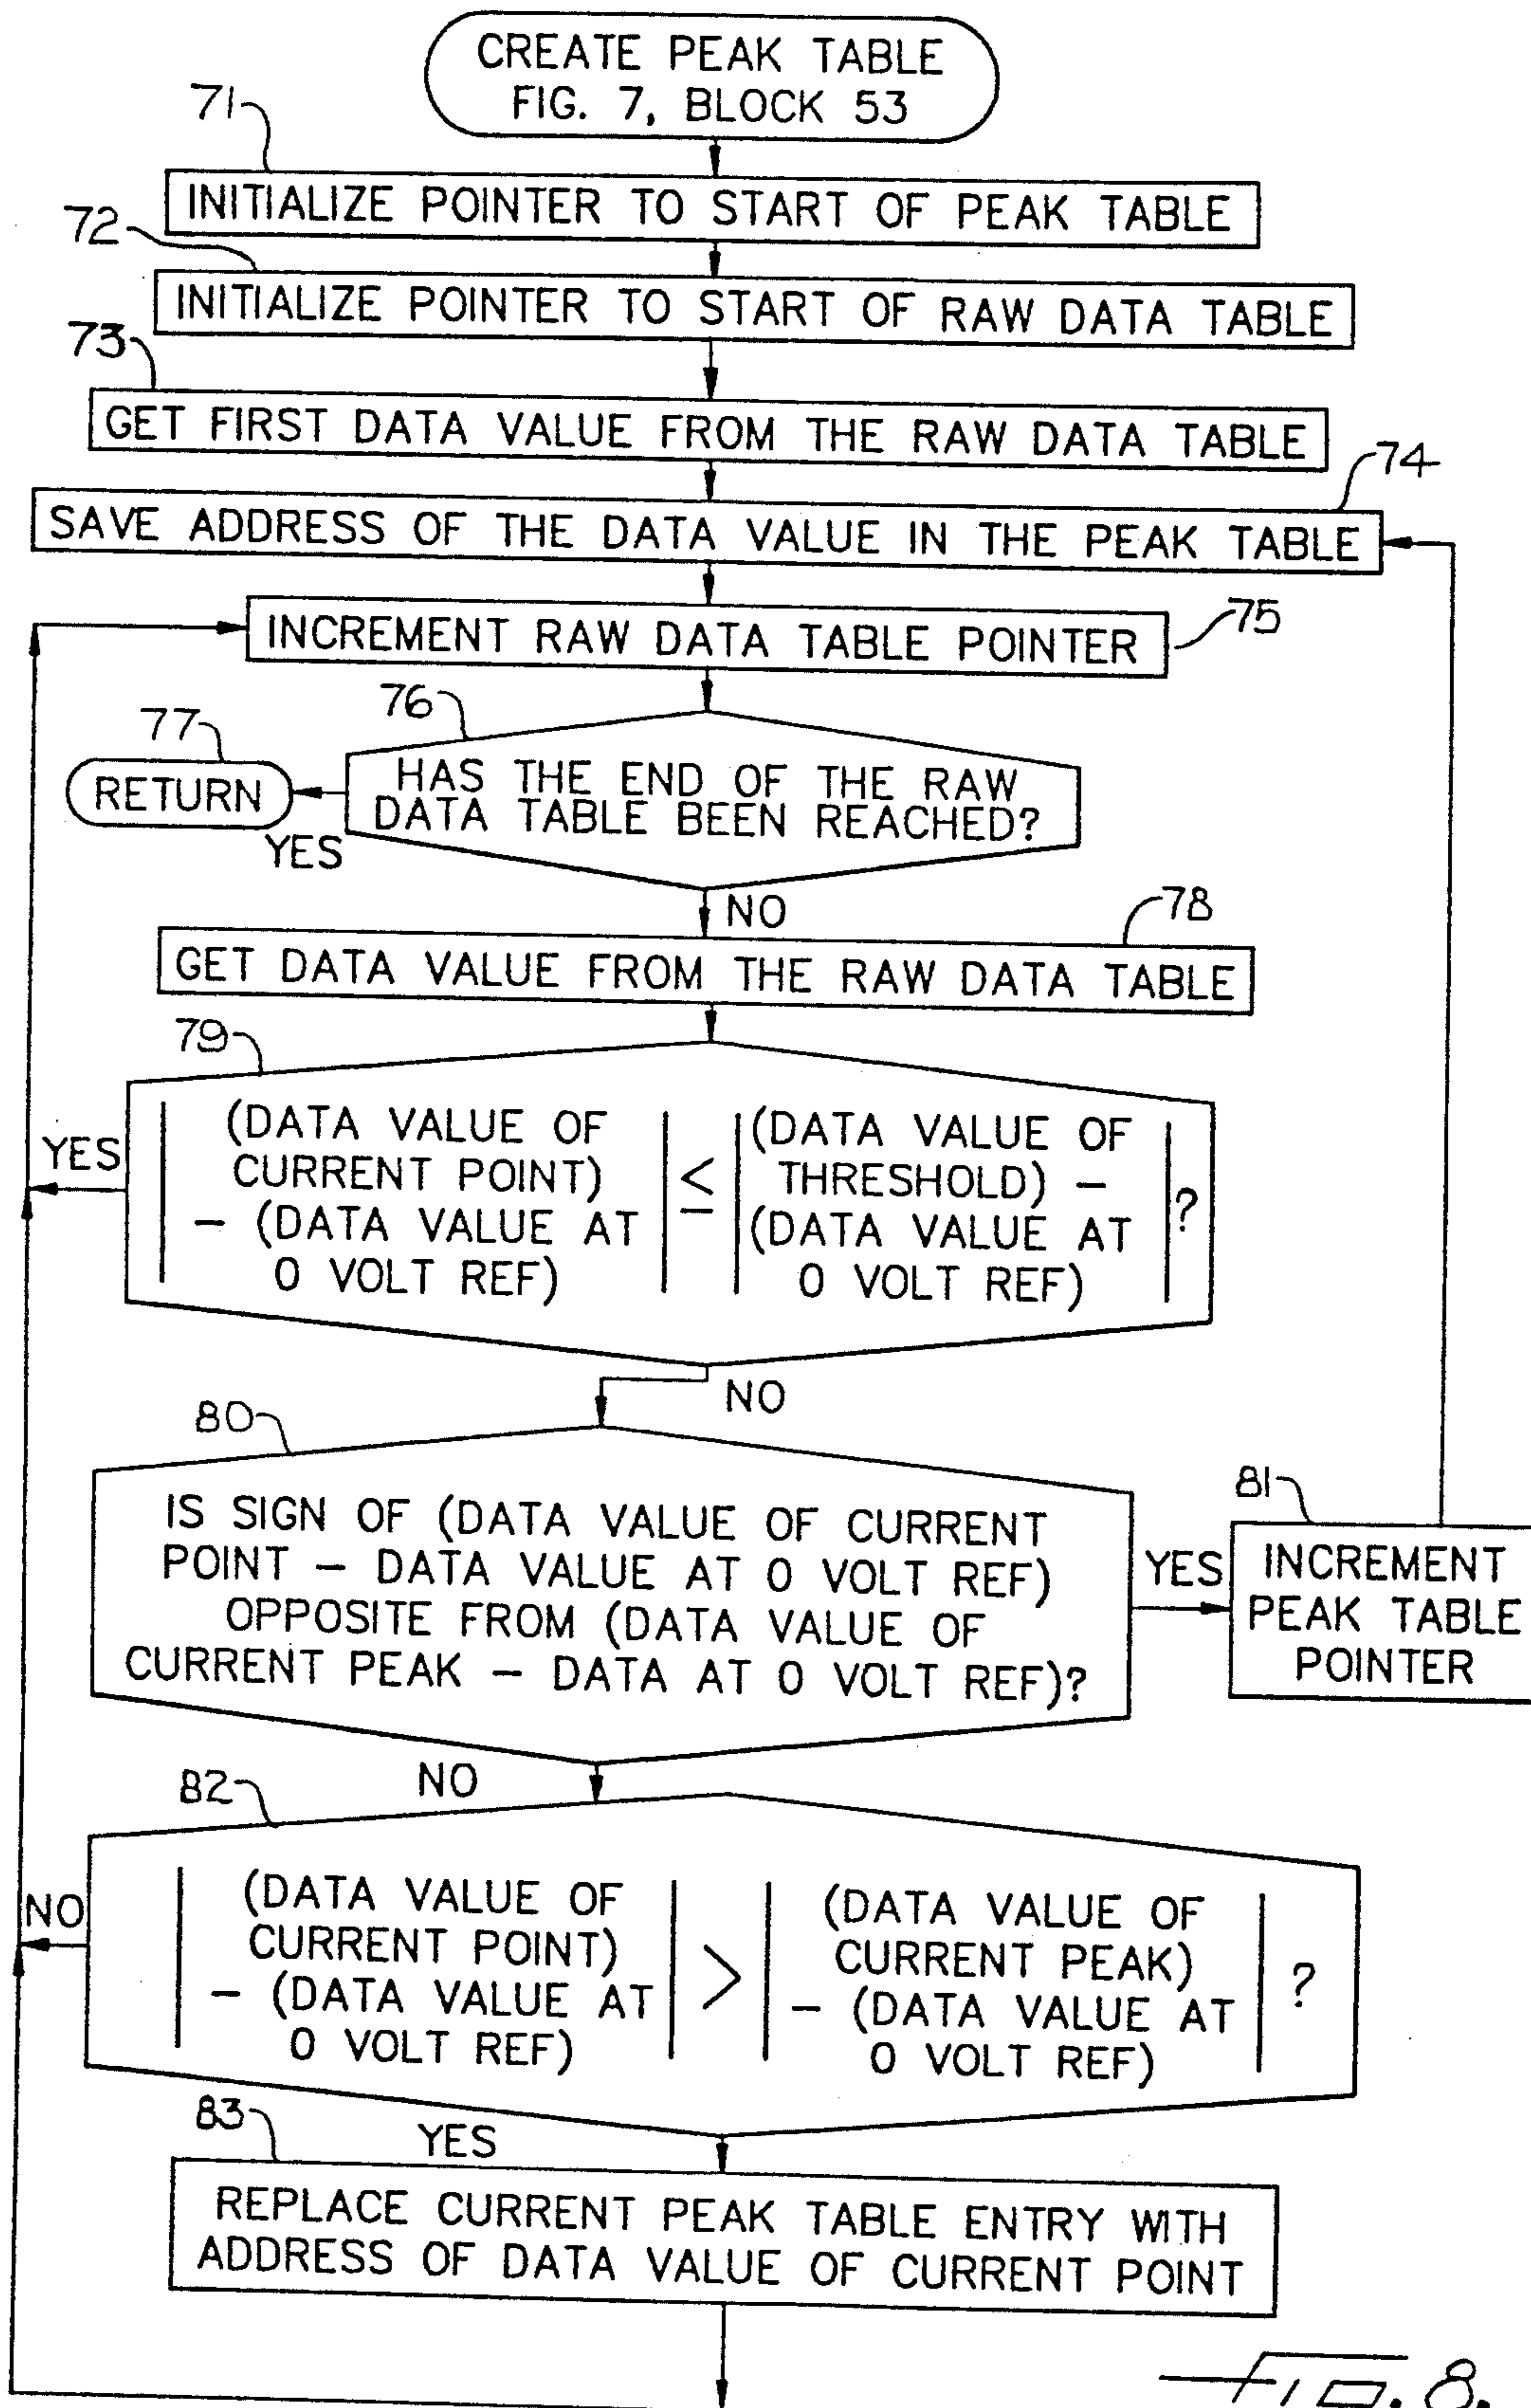 CREATE PEAK TABLE
FIG. 7, BLOCK 53
71
INITIALIZE POINTER TO START OF PEAK TABLE
72
INITIALIZE POINTER TO START OF RAW DATA TABLE
73
GET FIRST DATA VALUE FROM THE RAW DATA TABLE
74
SAVE ADDRESS OF THE DATA VALUE IN THE PEAK TABLE
INCREMENT RAW DATA TABLE POINTER
75
76
77
HAS THE END OF THE RAW
DATA TABLE BEEN REACHED?
RETURN
YES
NO
78
GET DATA VALUE FROM THE RAW DATA TABLE
79
YES
| (DATA VALUE OF
CURRENT POINT)
– (DATA VALUE AT
0 VOLT REF) |
≤
| (DATA VALUE OF
THRESHOLD) –
(DATA VALUE AT
0 VOLT REF) | ?
NO
80
IS SIGN OF (DATA VALUE OF CURRENT
POINT – DATA VALUE AT 0 VOLT REF)
OPPOSITE FROM (DATA VALUE OF
CURRENT PEAK – DATA AT 0 VOLT REF)?
YES
81
INCREMENT
PEAK TABLE
POINTER
NO
82
NO
| (DATA VALUE OF
CURRENT POINT)
– (DATA VALUE AT
0 VOLT REF) |
>
| (DATA VALUE OF
CURRENT PEAK)
– (DATA VALUE AT
0 VOLT REF) | ?
83
YES
REPLACE CURRENT PEAK TABLE ENTRY WITH
ADDRESS OF DATA VALUE OF CURRENT POINT
FIG. 8.